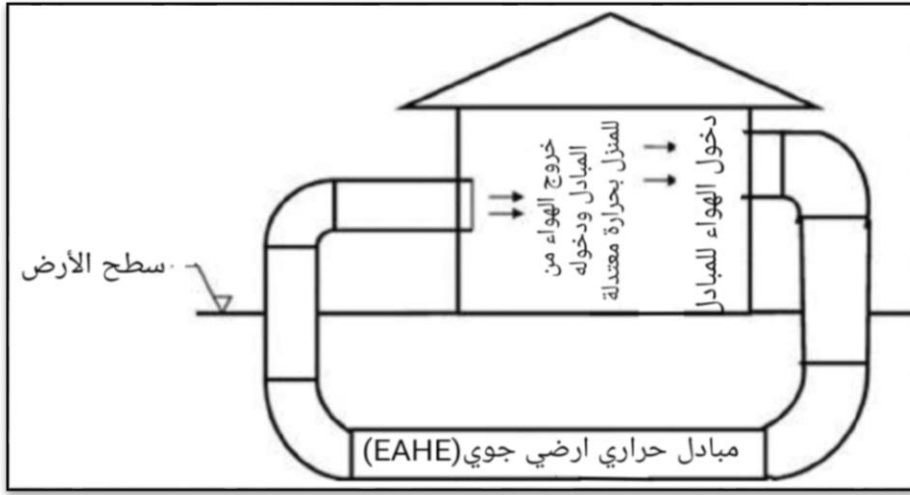 دخول الهواء للمبادل
خروج الهواء من
المبادل ودخوله
للمنزل بحرارة معتدلة
سطح الأرض
مبادل حراري ارضي جوي(EAHE)